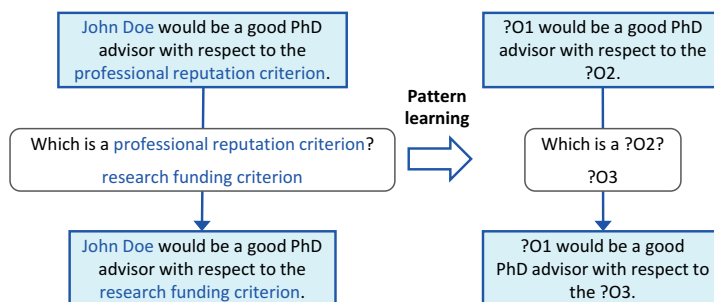 John Doe would be a good PhD
advisor with respect to the
professional reputation criterion.
Which is a professional reputation criterion?
research funding criterion
John Doe would be a good PhD
advisor with respect to the
research funding criterion.
Pattern
learning
?O1 would be a good PhD
advisor with respect to the
?O2.
Which is a ?O2?
?O3
?O1 would be a good
PhD advisor with respect to
the ?O3.